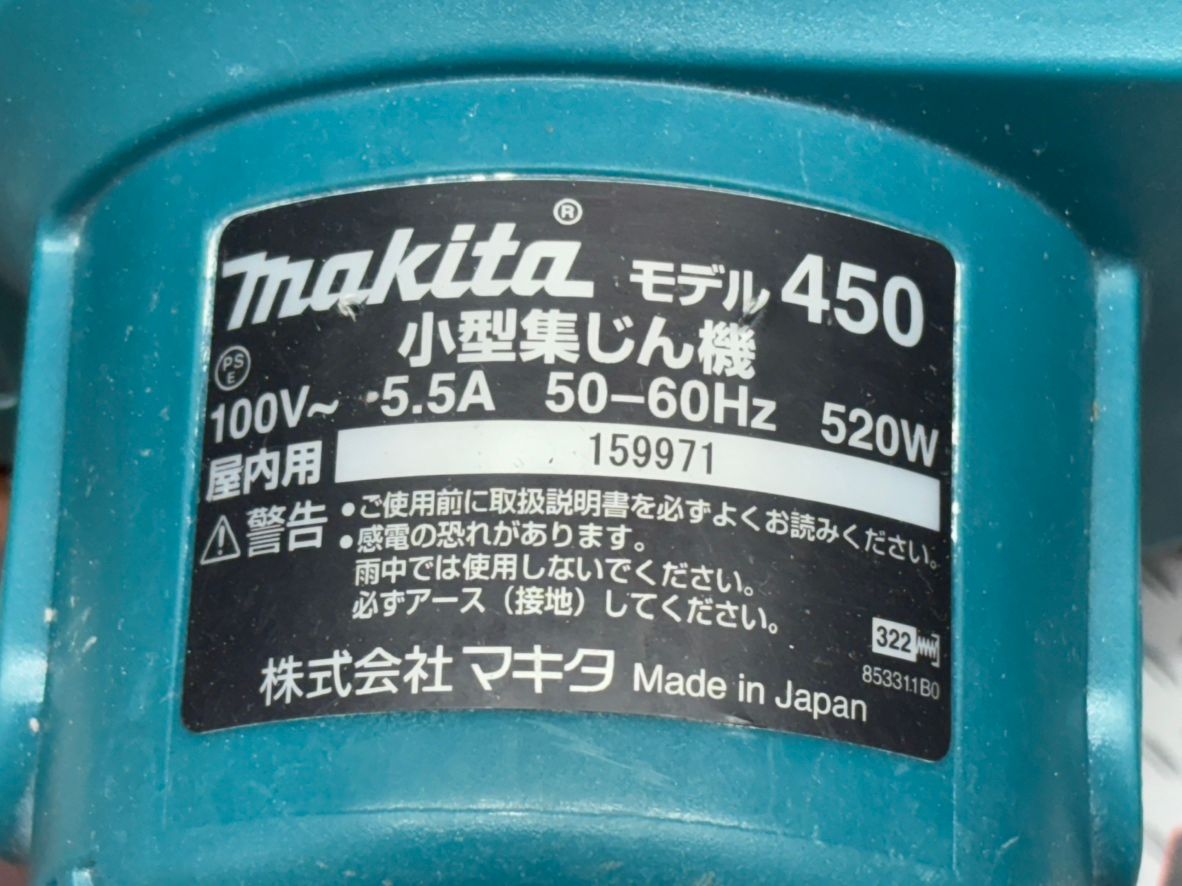 makita® モデル 450
小型集じん機
PS
E
100V~ 5.5A 50-60Hz 520W
屋内用 159971
警告 •ご使用前に取扱説明書を必ずよくお読みください。
•感電の恐れがあります。
雨中では使用しないでください。
必ずアース（接地）してください。
322
853311B0
株式会社 マキタ Made in Japan